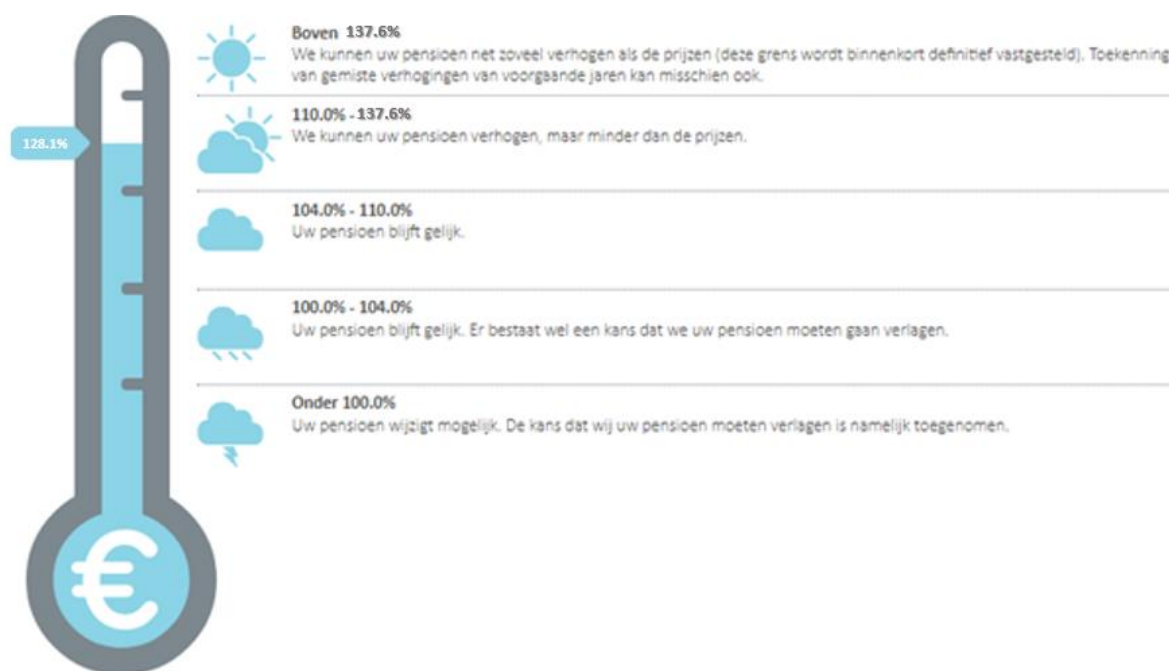 Boven 137.6%
We kunnen uw pensioen net zoveel verhogen als de prijzen (deze grens wordt binnenkort definitief vastgesteld). Toekenning
van gemiste verhogingen van voorgaande jaren kan misschien ook.
110.0% - 137.6%
We kunnen uw pensioen verhogen, maar minder dan de prijzen.
128.1%
104.0% - 110.0%
Uw pensioen blijft gelijk.
100.0% - 104.0%
Uw pensioen blijft gelijk. Er bestaat wel een kans dat we uw pensioen moeten gaan verlagen.
Onder 100.0%
Uw pensioen wijzigt mogelijk. De kans dat wij uw pensioen moeten verlagen is namelijk toegenomen.
€